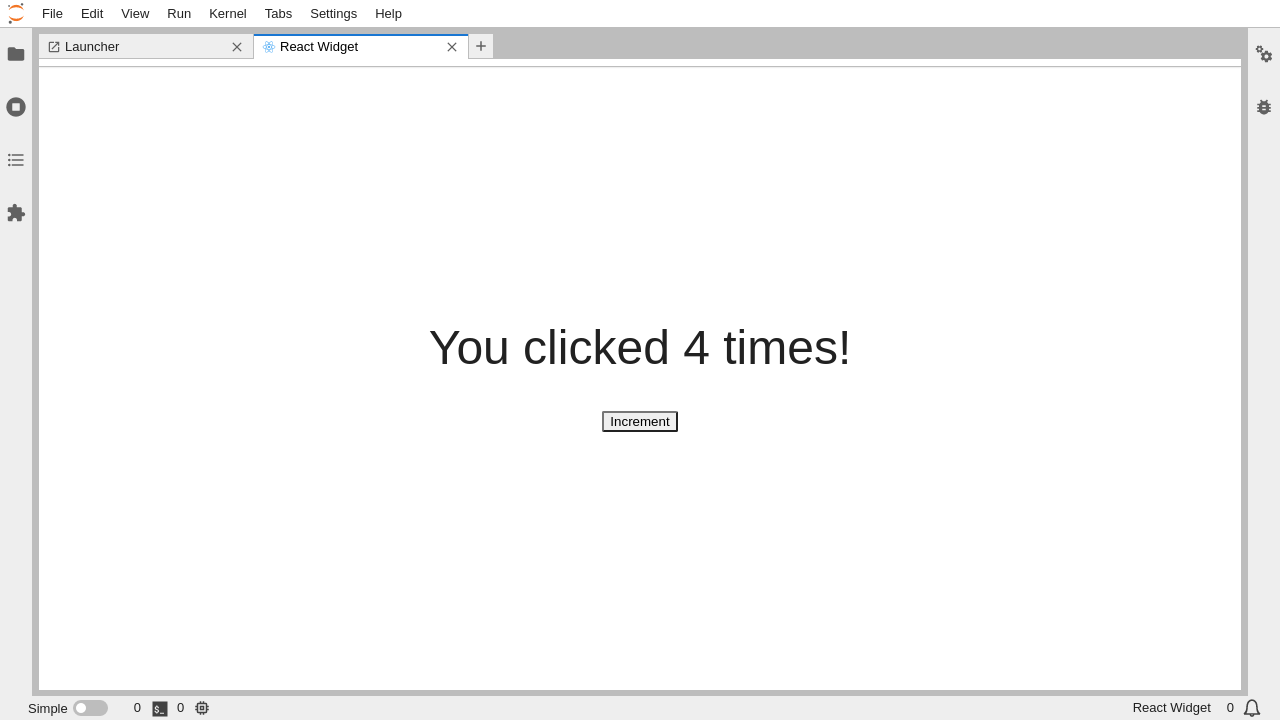 File Edit View Run Kernel Tabs Settings Help
Launcher React Widget
You clicked 4 times!
Increment
Simple 0 $_ 0 React Widget 0